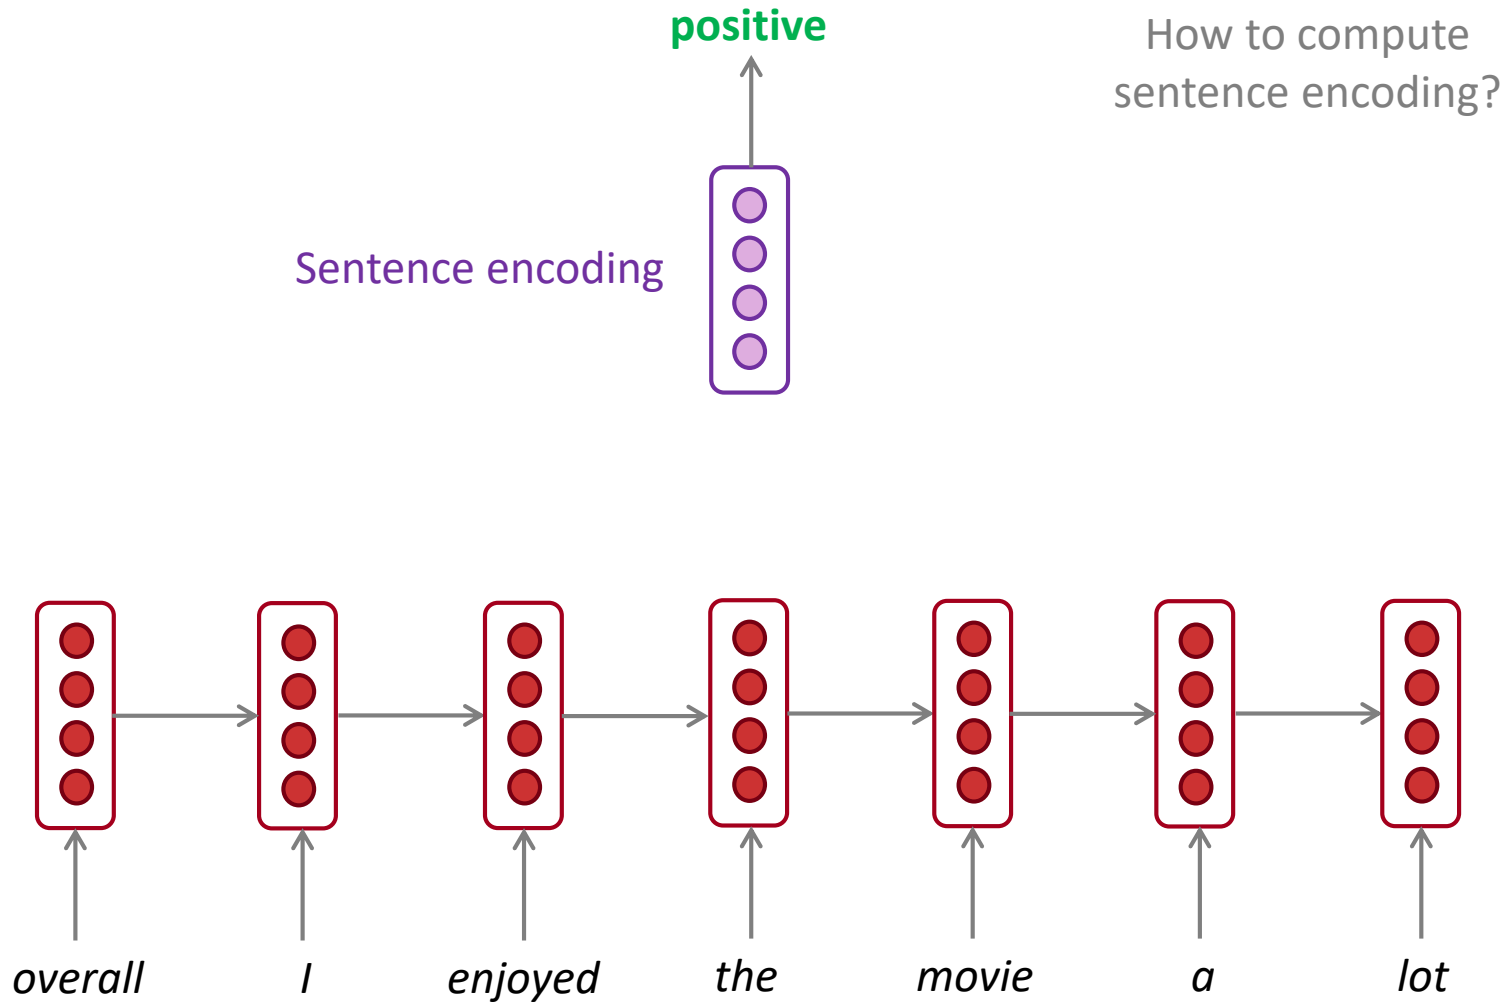 positive
How to compute
sentence encoding?
Sentence encoding
overall I enjoyed the movie a lot